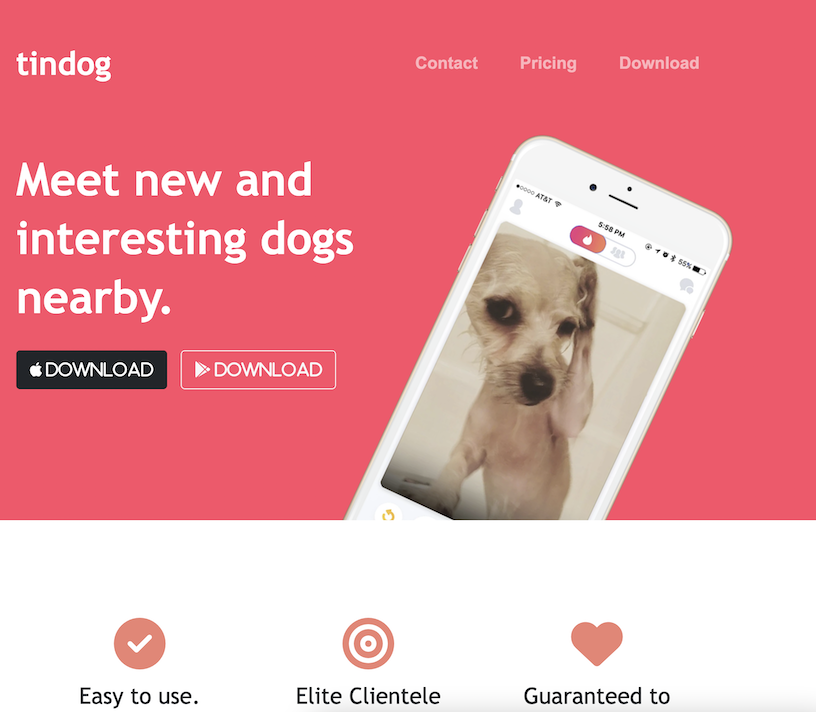 tindog
Contact Pricing Download
Meet new and
interesting dogs
nearby.
DOWNLOAD DOWNLOAD
AT&T
5:58 PM
55%
Easy to use. Elite Clientele Guaranteed to